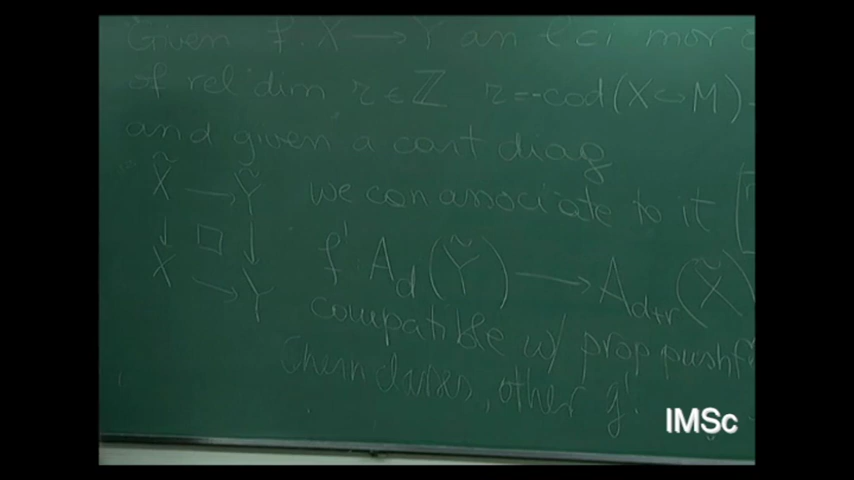 Given f: X → Y an lci mor
of rel dim r ∈ ℤ r = -cod(X ↪ M)
and given a cart diag
X̃ → Ỹ we can associate to it [
↓ □ ↓ f! A_d(Ỹ) → A_{d+r}(X̃)
X → Y
compatible w/ prop pushf
Chern classes, other g!
IMSc